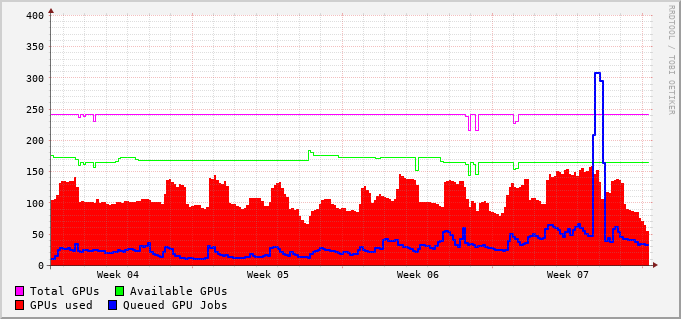 400
350
300
250
200
150
100
50
0
Week 04 Week 05 Week 06 Week 07
Total GPUs Available GPUs
GPUs used Queued GPU Jobs
RRDTOOL / TOBI OETIKER